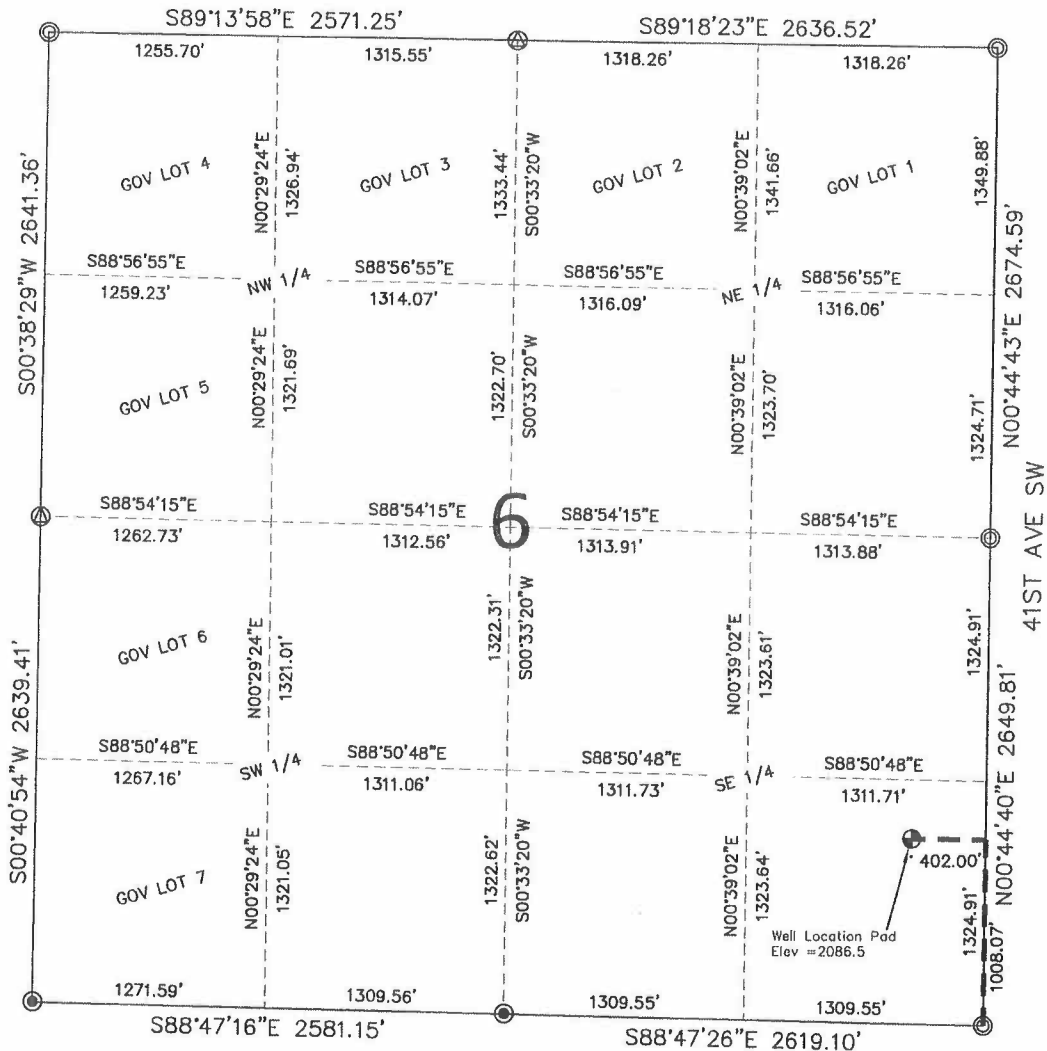 S89°13'58"E 2571.25'
S89°18'23"E 2636.52'
1255.70'
1315.55'
1318.26'
1318.26'
S00°38'29"W 2641.36'
GOV LOT 4
N00°29'24"E
1326.94'
GOV LOT 3
1333.44'
S00°33'20"W
GOV LOT 2
N00°39'02"E
1341.66'
GOV LOT 1
1349.88'
N00°44'43"E 2674.59'
S88°56'55"E
1259.23'
NW 1/4
S88°56'55"E
1314.07'
S88°56'55"E
1316.09'
NE 1/4
S88°56'55"E
1316.06'
GOV LOT 5
N00°29'24"E
1321.69'
1322.70'
S00°33'20"W
N00°39'02"E
1323.70'
1324.71'
41ST AVE SW
S88°54'15"E
1262.73'
S88°54'15"E
1312.56'
6
S88°54'15"E
1313.91'
S88°54'15"E
1313.88'
S00°40'54"W 2639.41'
GOV LOT 6
N00°29'24"E
1321.01'
1322.31'
S00°33'20"W
N00°39'02"E
1323.61'
1324.91'
N00°44'40"E 2649.81'
S88°50'48"E
1267.16'
SW 1/4
S88°50'48"E
1311.06'
S88°50'48"E
1311.73'
SE 1/4
S88°50'48"E
1311.71'
402.00'
GOV LOT 7
N00°29'24"E
1321.05'
1322.62'
S00°33'20"W
N00°39'02"E
1323.64'
Well Location Pad
Elev =2086.5
1324.91'
1008.07'
1271.59'
1309.56'
1309.55'
1309.55'
S88°47'16"E 2581.15'
S88°47'26"E 2619.10'